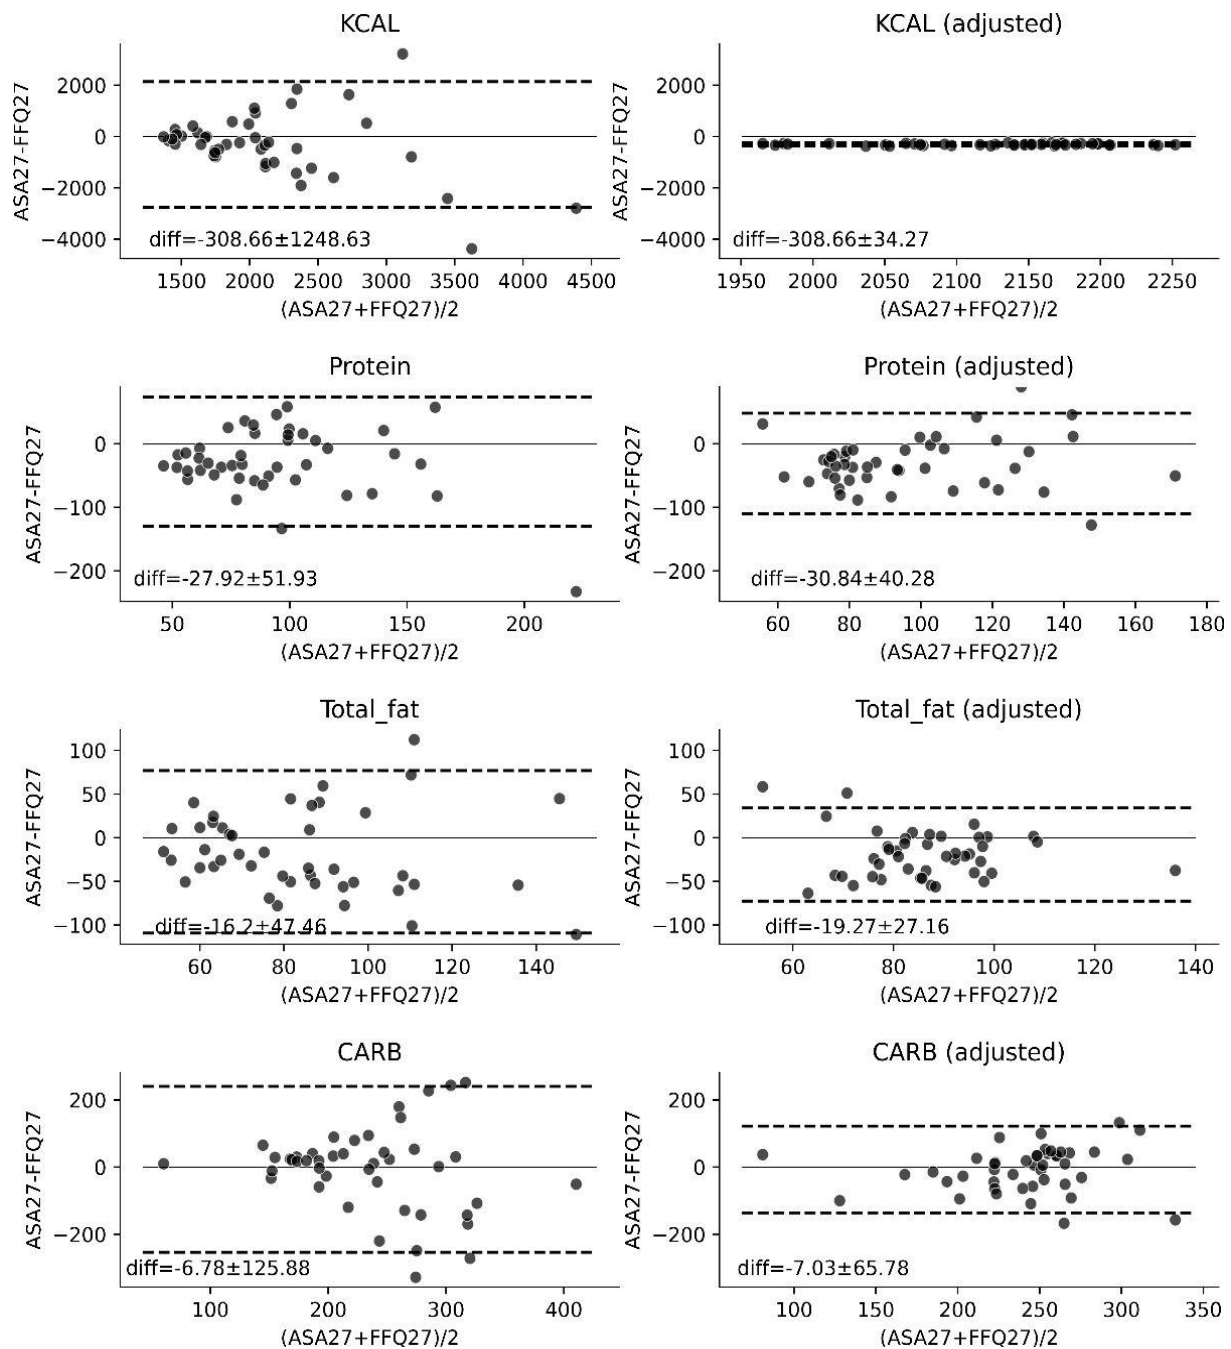 KCAL
ASA27-FFQ27
2000
0
−2000
−4000
diff=-308.66±1248.63
1500 2000 2500 3000 3500 4000 4500
(ASA27+FFQ27)/2
KCAL (adjusted)
ASA27-FFQ27
2000
0
−2000
−4000
diff=-308.66±34.27
1950 2000 2050 2100 2150 2200 2250
(ASA27+FFQ27)/2
Protein
ASA27-FFQ27
0
−100
−200
diff=-27.92±51.93
50 100 150 200
(ASA27+FFQ27)/2
Protein (adjusted)
ASA27-FFQ27
0
−100
−200
diff=-30.84±40.28
60 80 100 120 140 160 180
(ASA27+FFQ27)/2
Total_fat
ASA27-FFQ27
100
50
0
−50
−100
diff=-16.2±47.46
60 80 100 120 140
(ASA27+FFQ27)/2
Total_fat (adjusted)
ASA27-FFQ27
100
50
0
−50
−100
diff=-19.27±27.16
60 80 100 120 140
(ASA27+FFQ27)/2
CARB
ASA27-FFQ27
200
0
−200
diff=-6.78±125.88
100 200 300 400
(ASA27+FFQ27)/2
CARB (adjusted)
ASA27-FFQ27
200
0
−200
diff=-7.03±65.78
100 150 200 250 300 350
(ASA27+FFQ27)/2